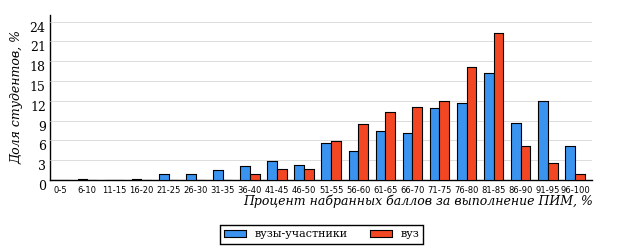 Доля студентов, %
24
21
18
15
12
9
6
3
0
0-5 6-10 11-15 16-20 21-25 26-30 31-35 36-40 41-45 46-50 51-55 56-60 61-65 66-70 71-75 76-80 81-85 86-90 91-95 96-100
Процент набранных баллов за выполнение ПИМ, %
вузы-участники вуз